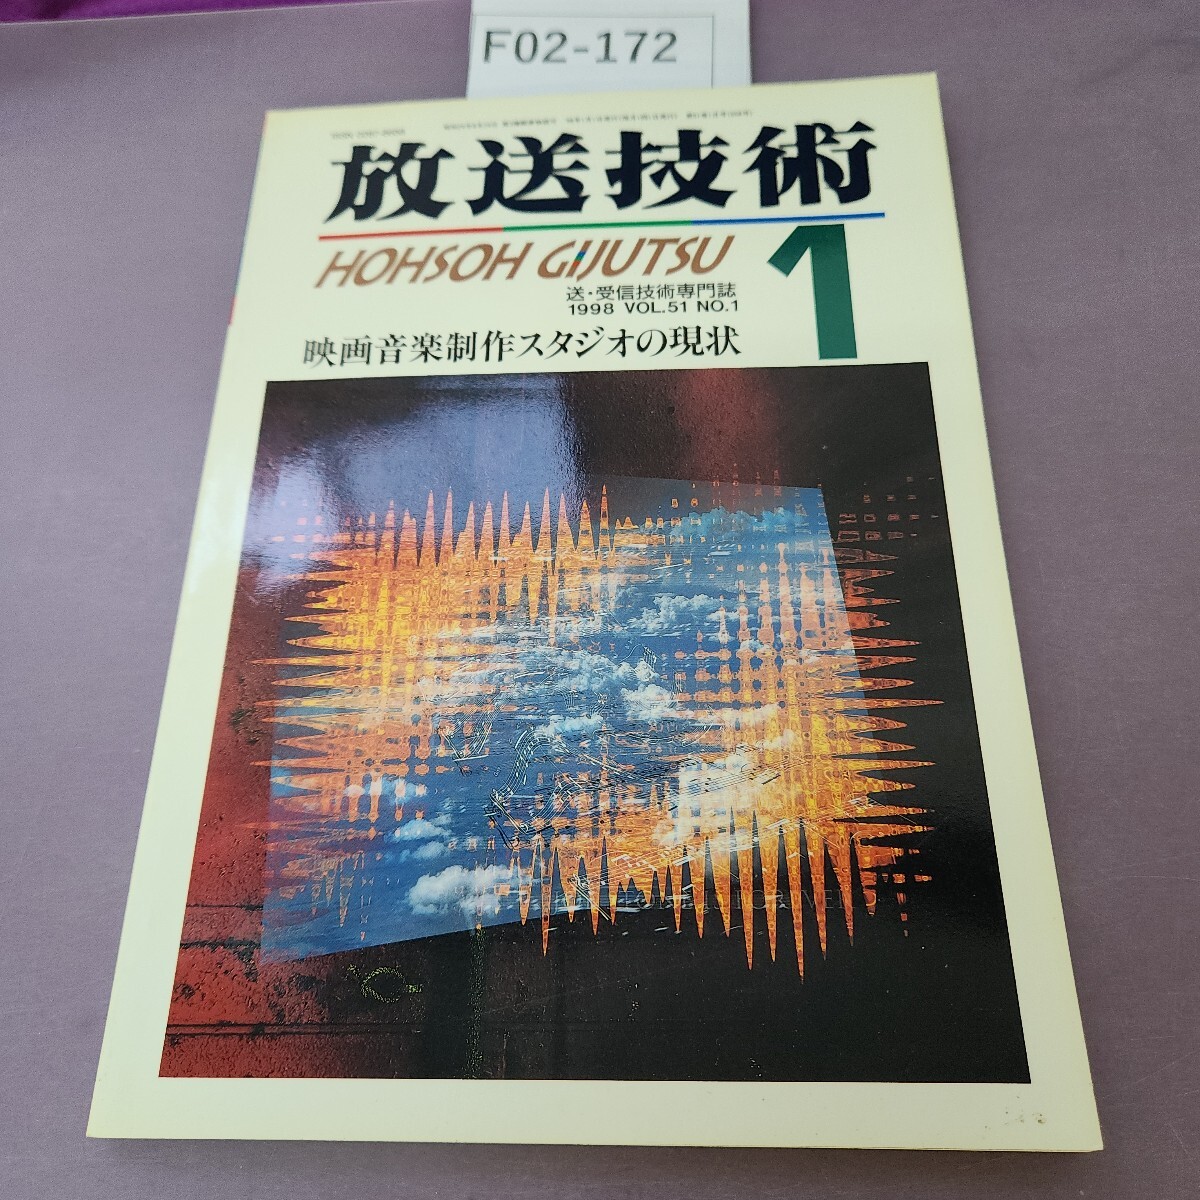 F02-172
放送技術
HOHSOH GIJUTSU
1
送・受信技術専門誌
1998 VOL.51 NO.1
映画音楽制作スタジオの現状